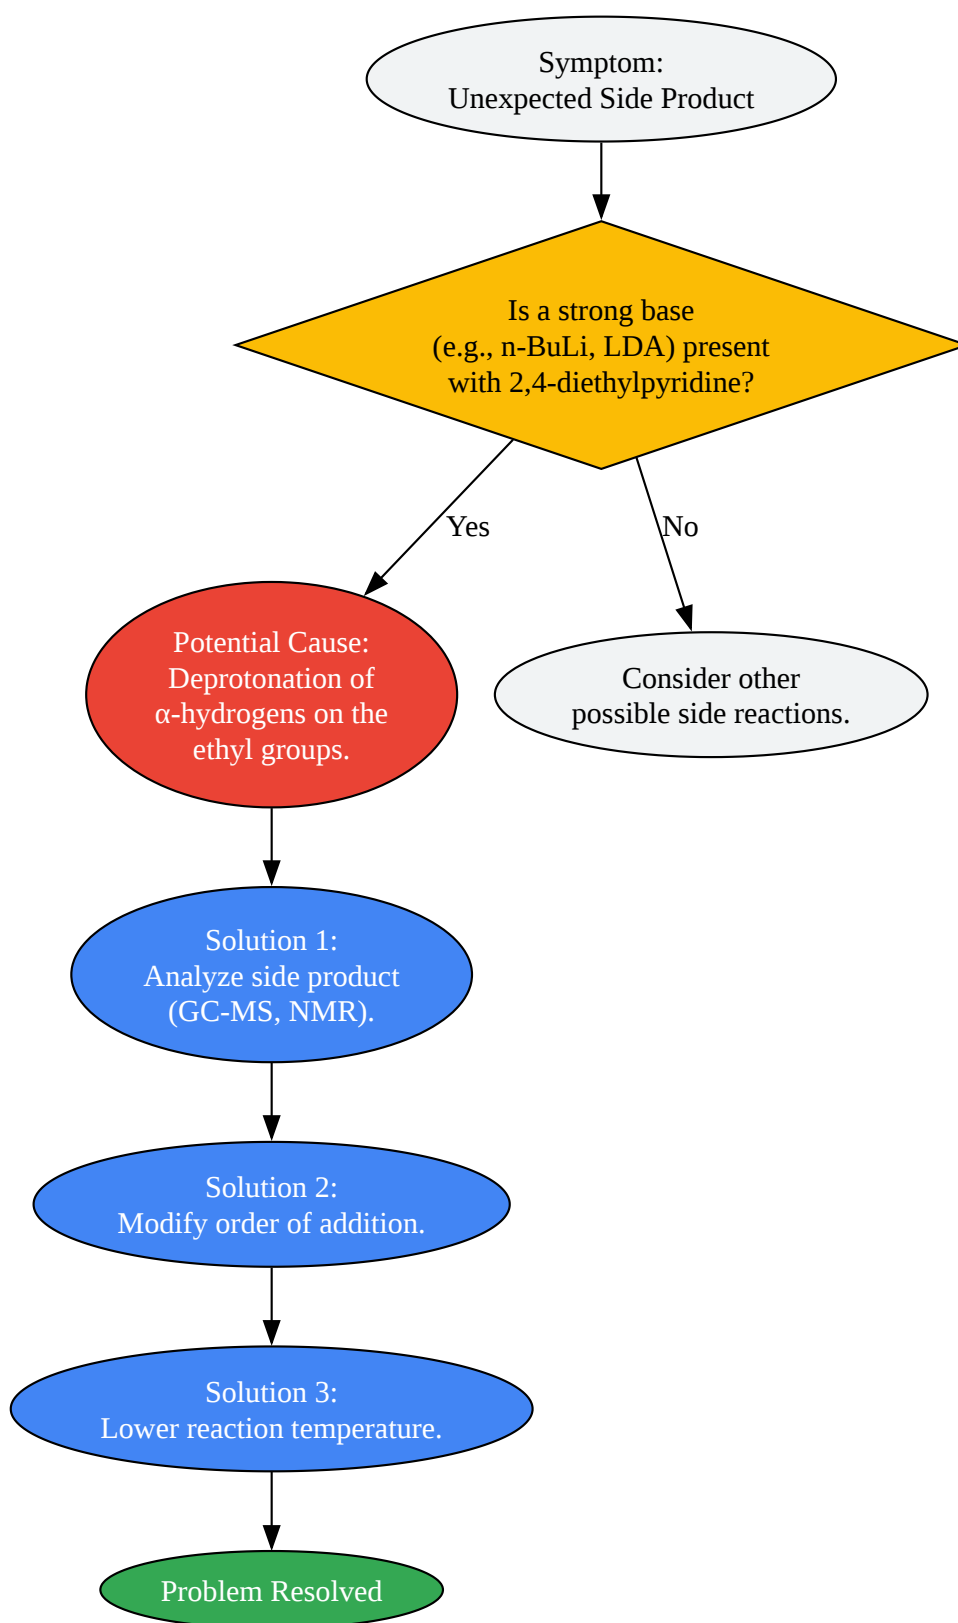 Symptom:
Unexpected Side Product
Is a strong base
(e.g., n-BuLi, LDA) present
with 2,4-diethylpyridine?
Yes
No
Potential Cause:
Deprotonation of
α-hydrogens on the
ethyl groups.
Consider other
possible side reactions.
Solution 1:
Analyze side product
(GC-MS, NMR).
Solution 2:
Modify order of addition.
Solution 3:
Lower reaction temperature.
Problem Resolved